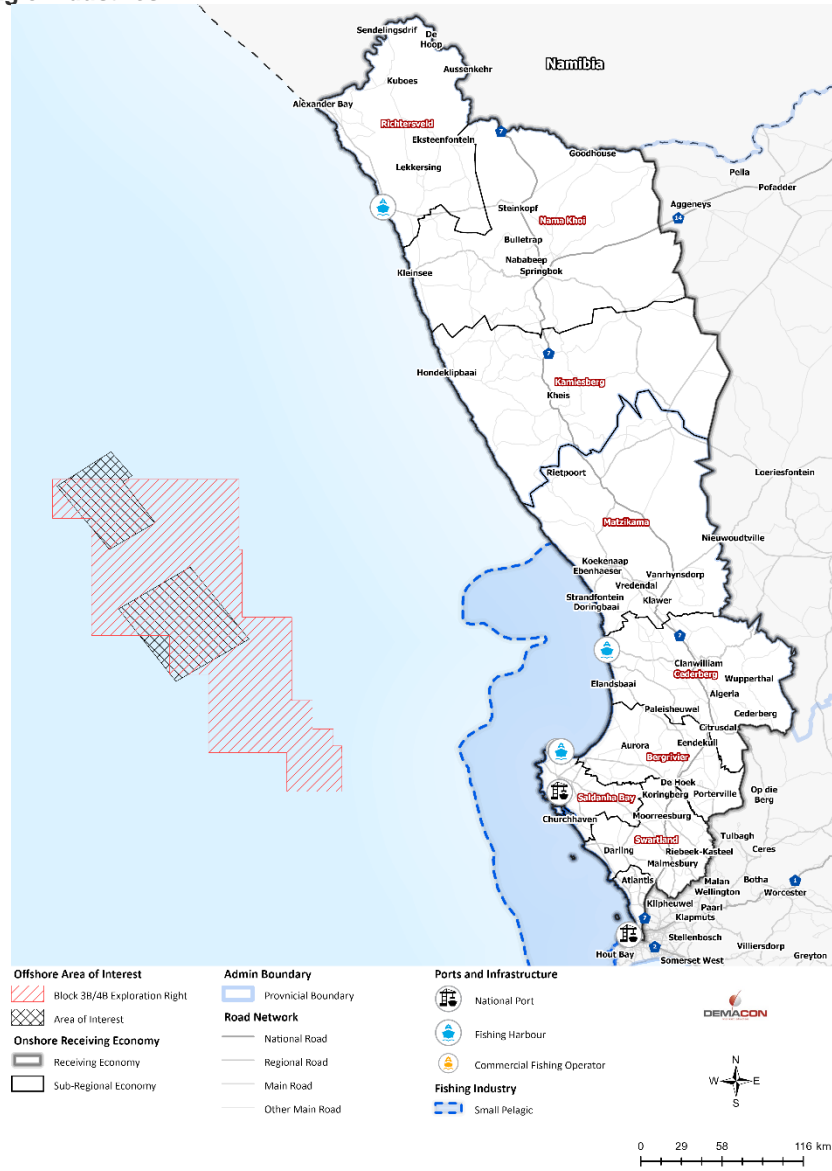 Sendelingsdrif
De
Hoop
Aussenkehr
Namibia
Kuboes
Alexander Bay
Richtersveld
7
Eksteenfontein
Goodhouse
Lekkersing
Pella
Pofadder
Aggeneys
14
Steinkopf
Nama Khoi
Bulletrap
Nababeep
Springbok
Kleinsee
7
Hondeklipbaai
Kamiesberg
Kheis
Rietpoort
Loeriesfontein
Matzikama
Nieuwoudtville
Koekenaap
Ebenhaeser
Vanrhynsdorp
Vredendal
Strandfontein
Klawer
Doringbaai
7
Clanwilliam
Cederberg
Wupperthal
Elandsbaai
Algeria
Paleisheuwel
Cederberg
Citrusdal
Aurora
Eendekuil
Bergrivier
De Hoek
Saldanha Bay
Koringberg
Porterville
Op die
Berg
Churchhaven
Moorreesburg
Swartland
Tulbagh
Darling
Riebeek-Kasteel
Ceres
Malmesbury
Atlantis
Malan
Botha
1
Wellington
Worcester
Klipheuwel
Paarl
7
Klapmuts
Stellenbosch
Villiersdorp
Hout Bay
2
Somerset West
Greyton
Offshore Area of Interest
Block 3B/4B Exploration Right
Area of Interest
Onshore Receiving Economy
Receiving Economy
Sub-Regional Economy
Admin Boundary
Provnicial Boundary
Road Network
National Road
Regional Road
Main Road
Other Main Road
Ports and Infrastructure
National Port
Fishing Harbour
Commercial Fishing Operator
Fishing Industry
Small Pelagic
DEMACON
N
W E
S
0 29 58 116 km